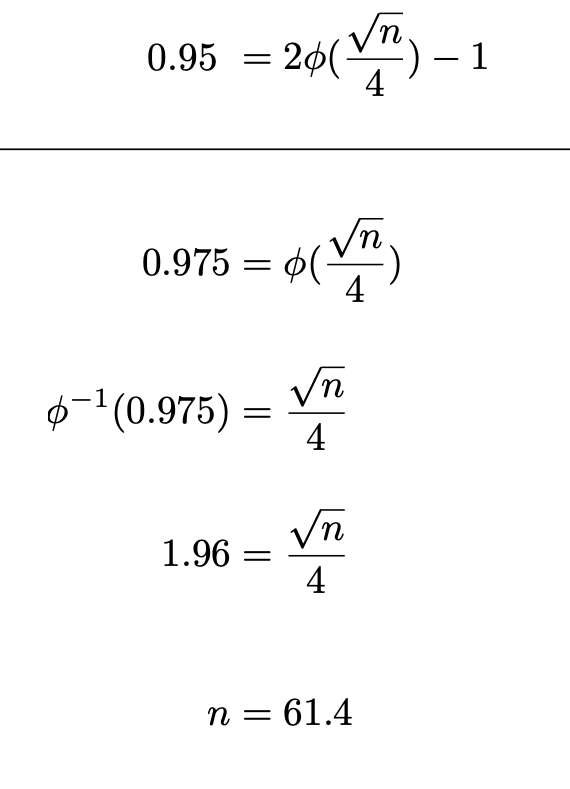 0.95 = 2ϕ(√n/4) − 1
0.975 = ϕ(√n/4)
ϕ⁻¹(0.975) = √n/4
1.96 = √n/4
n = 61.4